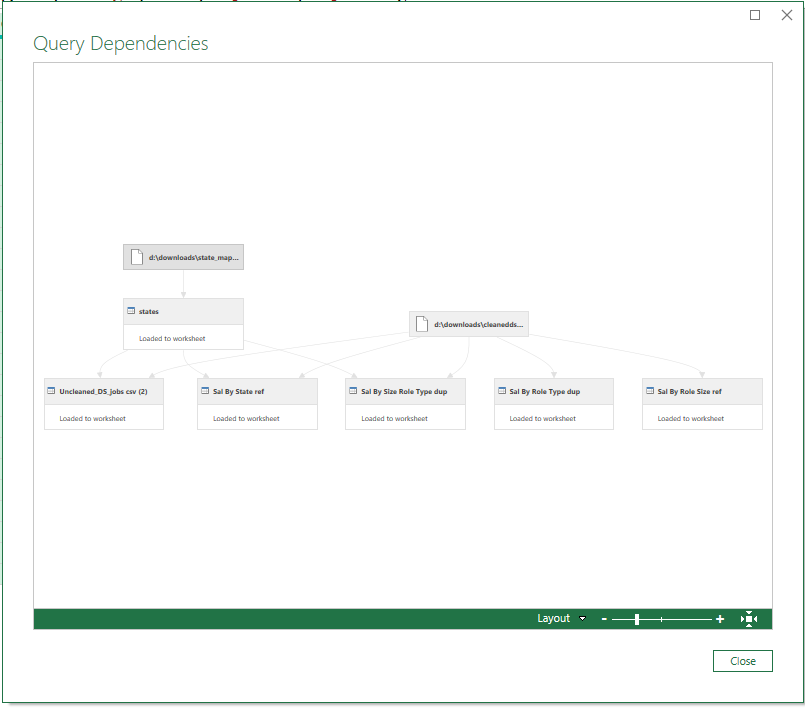 Query Dependencies
d:\downloads\state_map...
states
Loaded to worksheet
d:\downloads\cleanedds...
Uncleaned_DS_jobs csv (2)
Loaded to worksheet
Sal By State ref
Loaded to worksheet
Sal By Size Role Type dup
Loaded to worksheet
Sal By Role Type dup
Loaded to worksheet
Sal By Role Size ref
Loaded to worksheet
Layout
Close